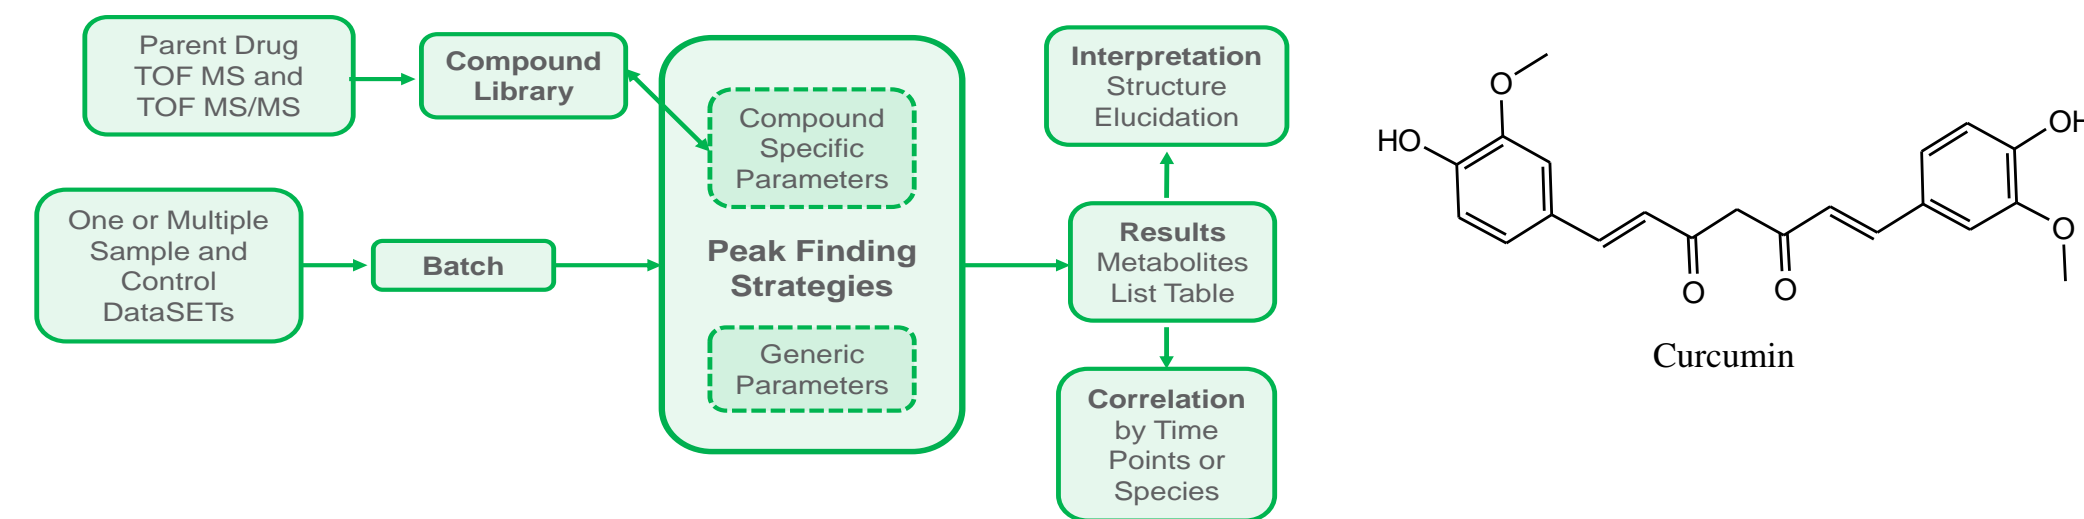 Parent Drug
TOF MS and
TOF MS/MS
Compound
Library
One or Multiple
Sample and
Control
DataSETs
Batch
Compound
Specific
Parameters
Peak Finding
Strategies
Generic
Parameters
Interpretation
Structure
Elucidation
Results
Metabolites
List Table
Correlation
by Time
Points or
Species
O
HO
OH
O
O
O
Curcumin